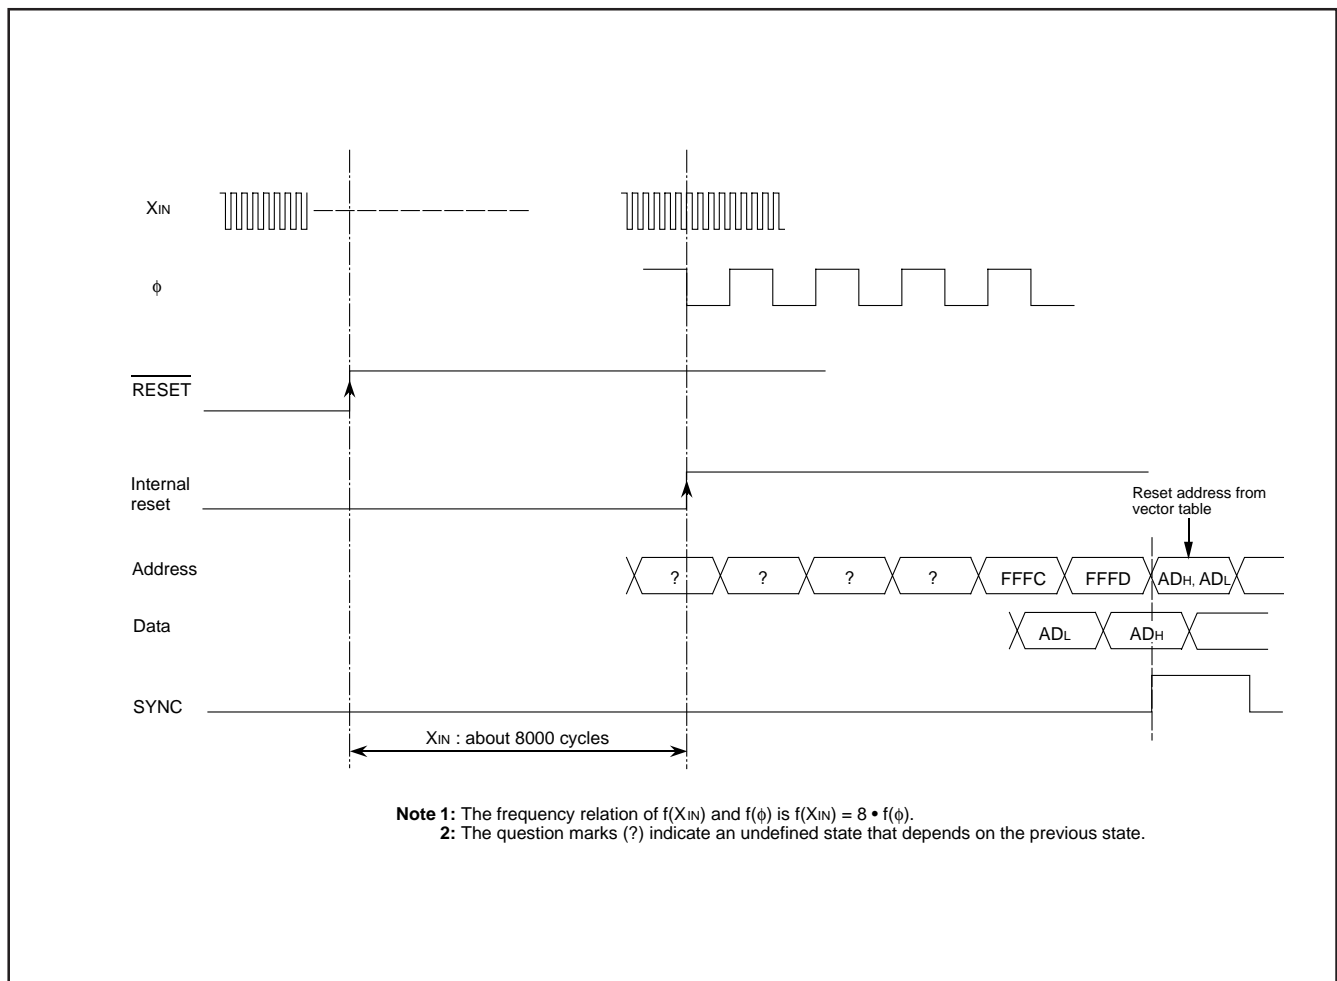 XIN
ϕ
RESET
Internal
reset
Reset address from
vector table
Address
? ? ? ? FFFC FFFD ADH, ADL
Data
ADL ADH
SYNC
XIN : about 8000 cycles
Note 1: The frequency relation of f(XIN) and f(ϕ) is f(XIN) = 8 • f(ϕ).
2: The question marks (?) indicate an undefined state that depends on the previous state.